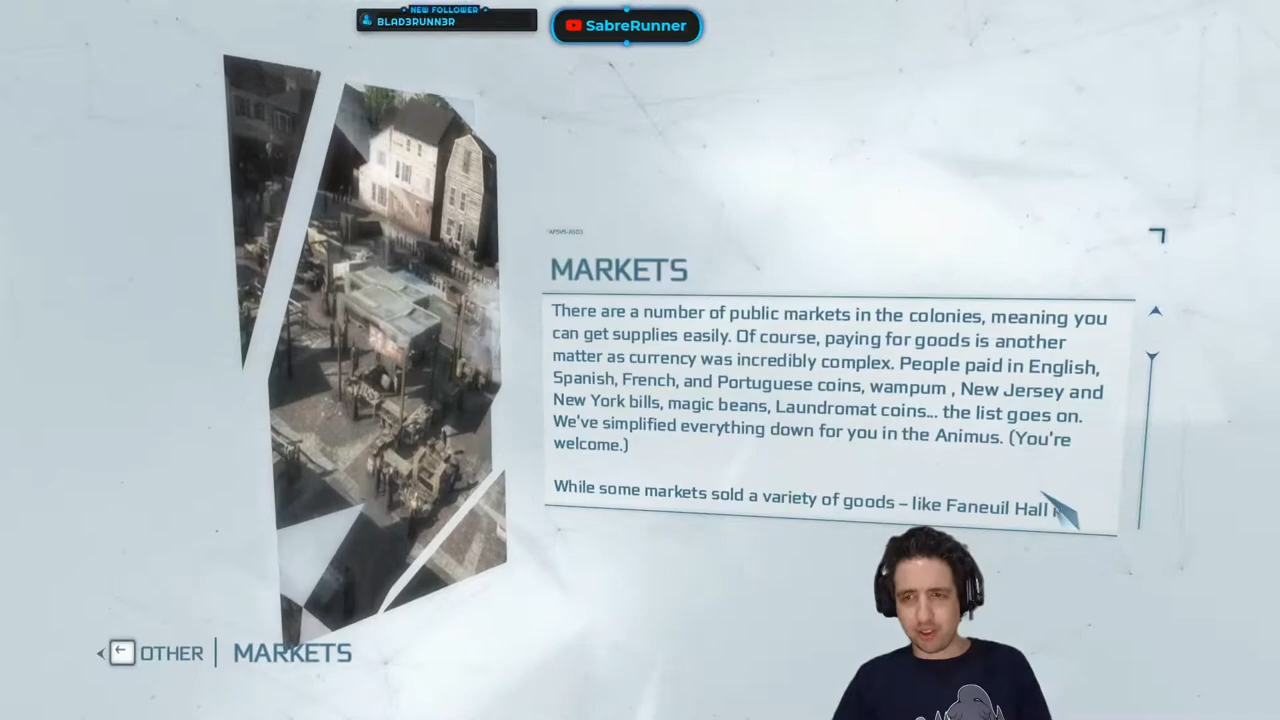 NEW FOLLOWER
BLAD3RUNN3R
SabreRunner
MARKETS
There are a number of public markets in the colonies, meaning you
can get supplies easily. Of course, paying for goods is another
matter as currency was incredibly complex. People paid in English,
Spanish, French, and Portuguese coins, wampum , New Jersey and
New York bills, magic beans, Laundromat coins... the list goes on.
We've simplified everything down for you in the Animus. (You're
welcome.)
While some markets sold a variety of goods – like Faneuil Hall
OTHER | MARKETS